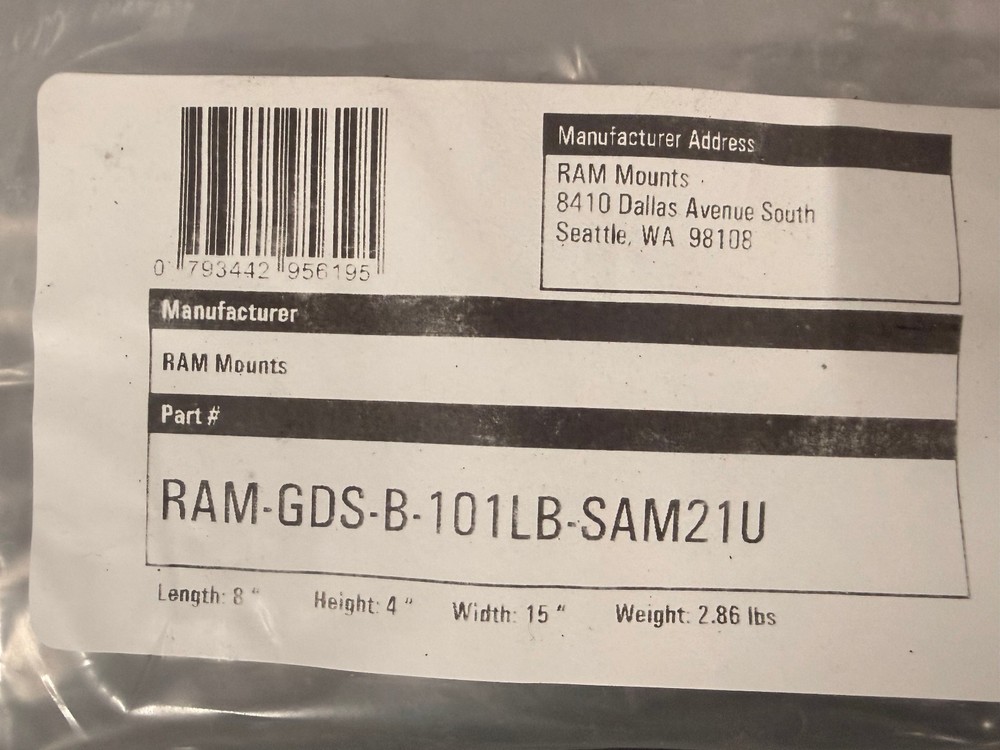 0 793442 956195
Manufacturer Address
RAM Mounts
8410 Dallas Avenue South
Seattle, WA 98108
Manufacturer
RAM Mounts
Part #
RAM-GDS-B-101LB-SAM21U
Length: 8 " Height: 4 " Width: 15 " Weight: 2.86 lbs